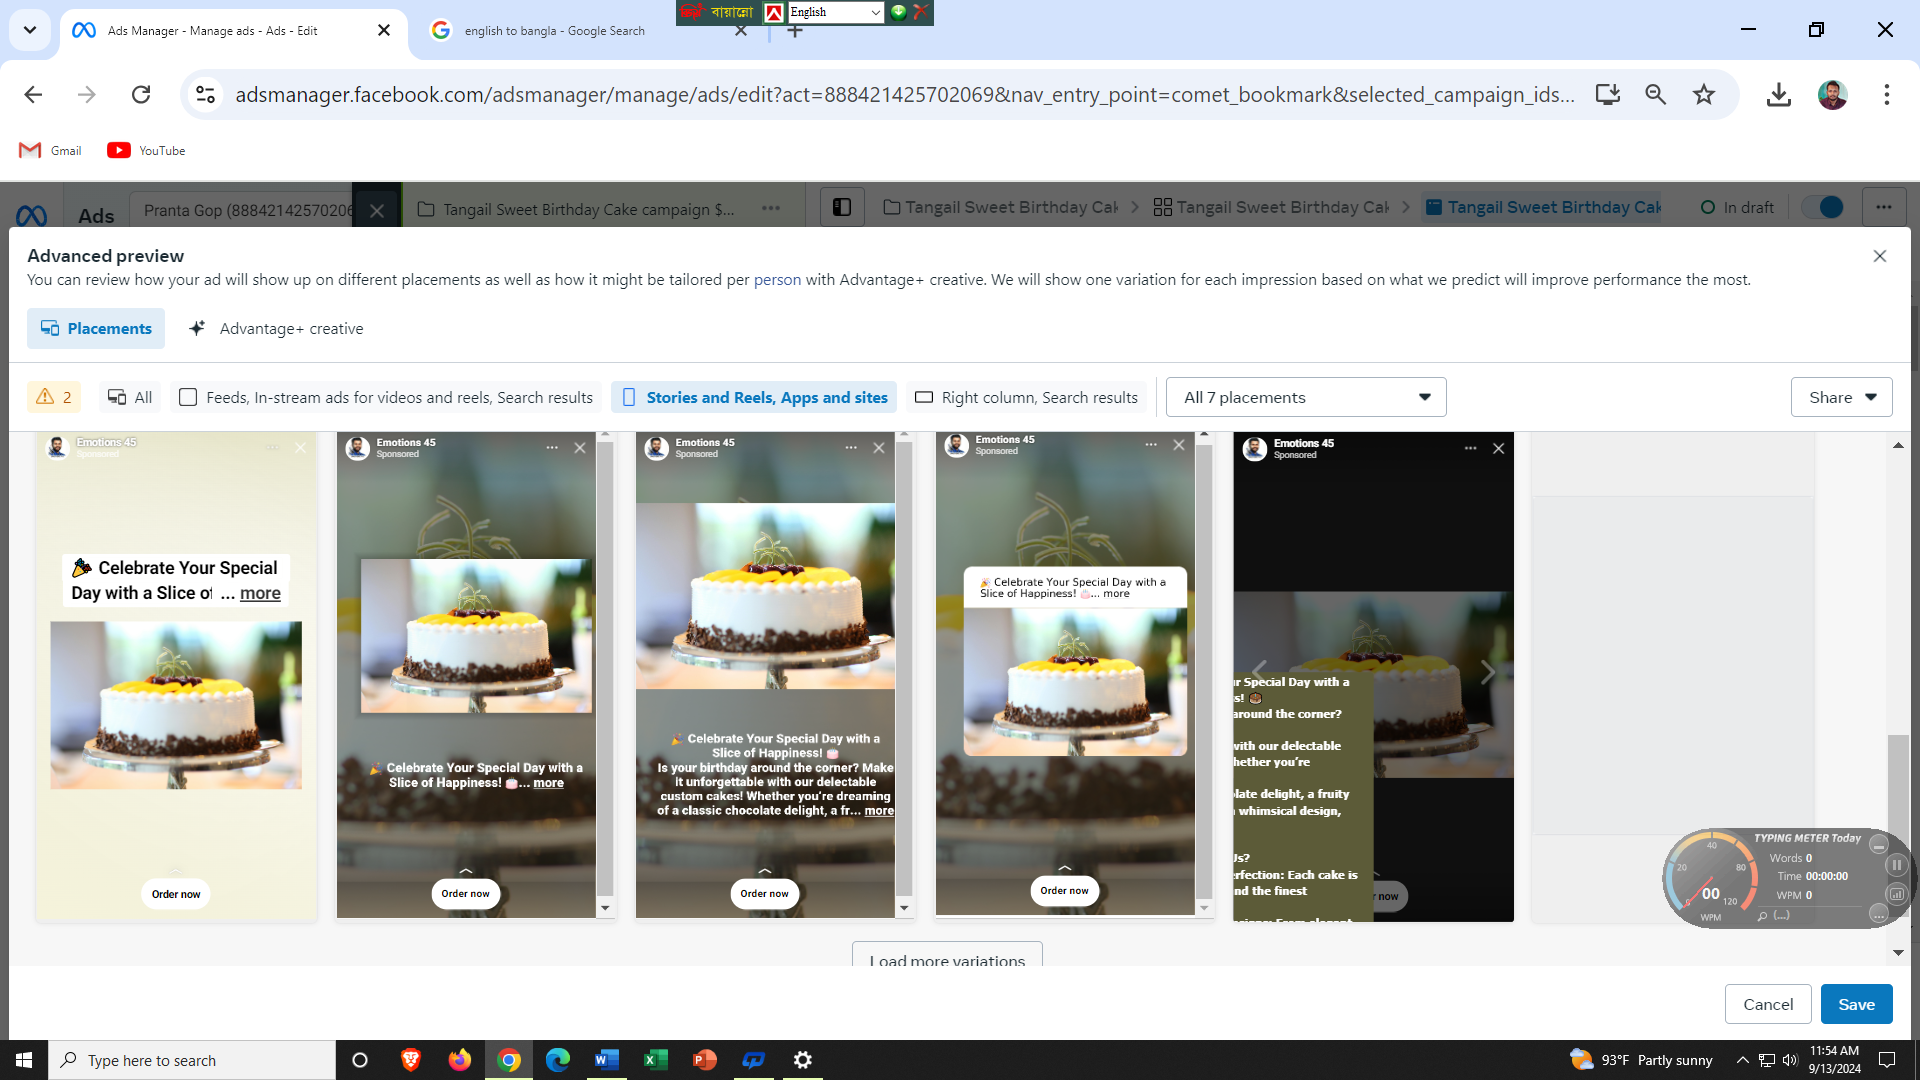 বায়ান্নো English
Ads Manager - Manage ads - Ads - Edit
english to bangla - Google Search
adsmanager.facebook.com/adsmanager/manage/ads/edit?act=888421425702069&nav_entry_point=comet_bookmark&selected_campaign_ids...
Gmail YouTube
Ads
Pranta Gop (88842142570206
Tangail Sweet Birthday Cake campaign $...
Tangail Sweet Birthday Cak
Tangail Sweet Birthday Cak
Tangail Sweet Birthday Cak
In draft
Advanced preview
You can review how your ad will show up on different placements as well as how it might be tailored per person with Advantage+ creative. We will show one variation for each impression based on what we predict will improve performance the most.
Placements
Advantage+ creative
2
All
Feeds, In-stream ads for videos and reels, Search results
Stories and Reels, Apps and sites
Right column, Search results
All 7 placements
Share
Emotions 45
Sponsored
🎉 Celebrate Your Special
Day with a Slice of ... more
Order now
Emotions 45
Sponsored
🎉 Celebrate Your Special Day with a
Slice of Happiness! 🎂... more
Order now
Emotions 45
Sponsored
🎉 Celebrate Your Special Day with a
Slice of Happiness! 🎂
Is your birthday around the corner? Make
it unforgettable with our delectable
custom cakes! Whether you're dreaming
of a classic chocolate delight, a fr... more
Order now
Emotions 45
Sponsored
🎉 Celebrate Your Special Day with a
Slice of Happiness! 🎂... more
Order now
Emotions 45
Sponsored
r Special Day with a
s! 🎂
around the corner?
with our delectable
hether you're
late delight, a fruity
whimsical design,
Us?
erfection: Each cake is
nd the finest
r now
Load more variations
TYPING METER Today
Words 0
Time 00:00:00
WPM 0
(...)
0 20 40 80 120
00
WPM
Cancel
Save
Type here to search
93°F Partly sunny
11:54 AM
9/13/2024